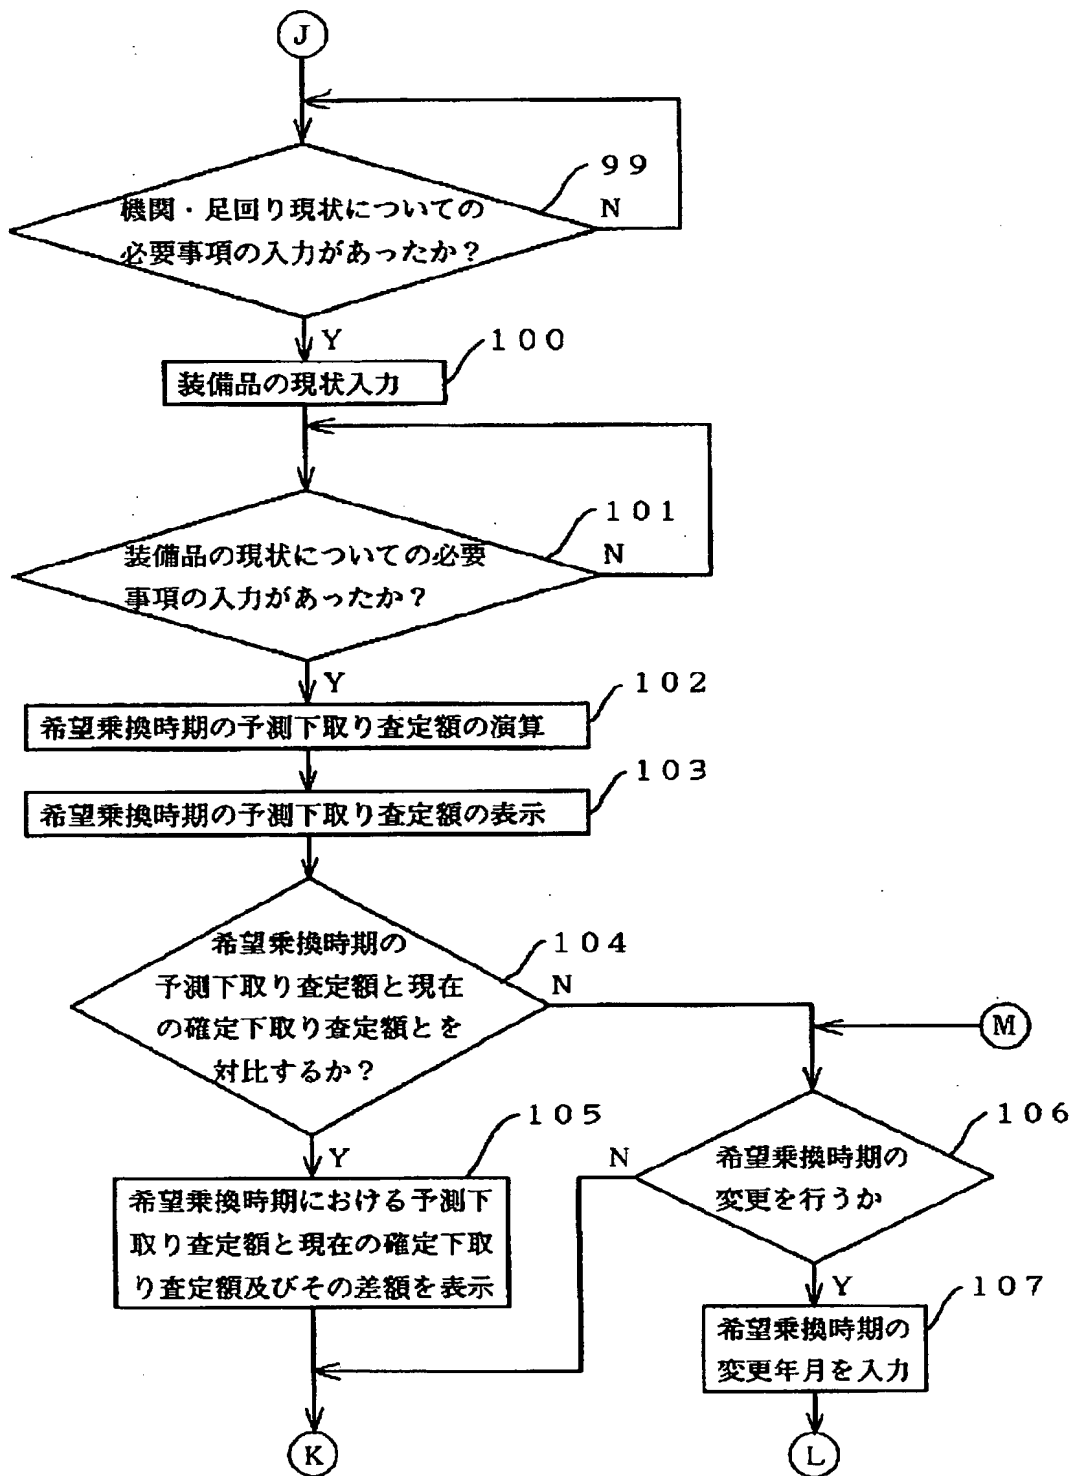 J
99
機関・足回り現状についての
必要事項の入力があったか？
N
Y
100
装備品の現状入力
101
装備品の現状についての必要
事項の入力があったか？
N
Y
102
希望乗換時期の予測下取り査定額の演算
103
希望乗換時期の予測下取り査定額の表示
104
希望乗換時期の
予測下取り査定額と現在
の確定下取り査定額とを
対比するか？
N
M
Y
105
希望乗換時期における予測下
取り査定額と現在の確定下取
り査定額及びその差額を表示
106
希望乗換時期の
変更を行うか
N
Y
107
希望乗換時期の
変更年月を入力
K
L